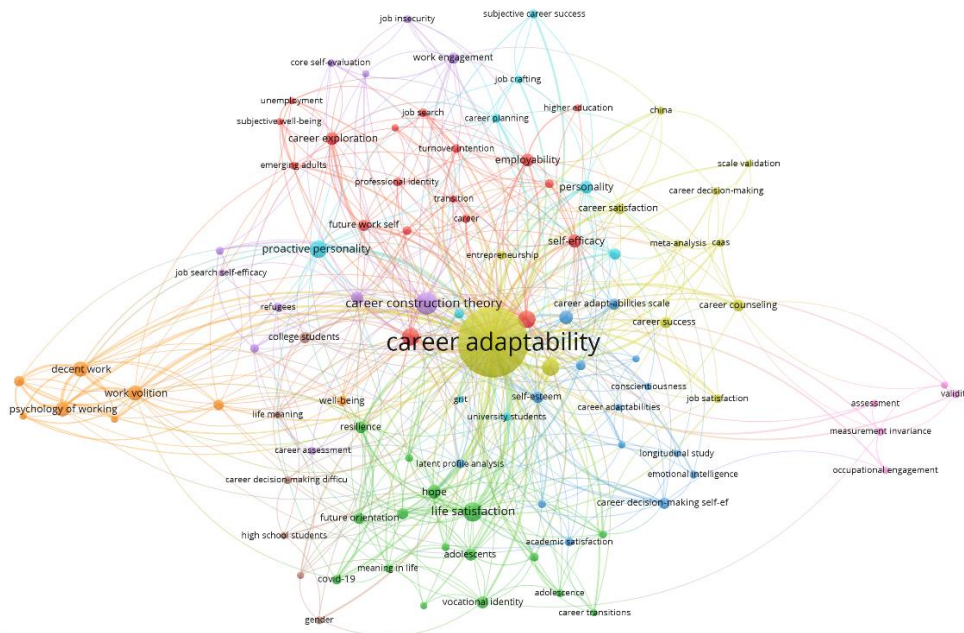 subjective career success
job insecurity
core self-evaluation
work engagement
job crafting
unemployment
higher education
china
subjective well-being
job search
career planning
career exploration
turnover intention
employability
scale validation
emerging adults
professional identity
personality
career decision-making
transition
career satisfaction
future work self
career
self-efficacy
meta-analysis
caas
proactive personality
entrepreneurship
job search self-efficacy
refugees
career construction theory
career adapt-abilities scale
career counseling
college students
career adaptability
career success
decent work
work volition
psychology of working
life meaning
well-being
grit
self-esteem
conscientiousness
job satisfaction
career adaptabilities
validit
assessment
university students
resilience
measurement invariance
career assessment
latent profile analysis
longitudinal study
emotional intelligence
occupational engagement
career decision-making difficu
hope
career decision-making self-ef
future orientation
life satisfaction
high school students
academic satisfaction
adolescents
covid-19
meaning in life
adolescence
vocational identity
career transitions
gender